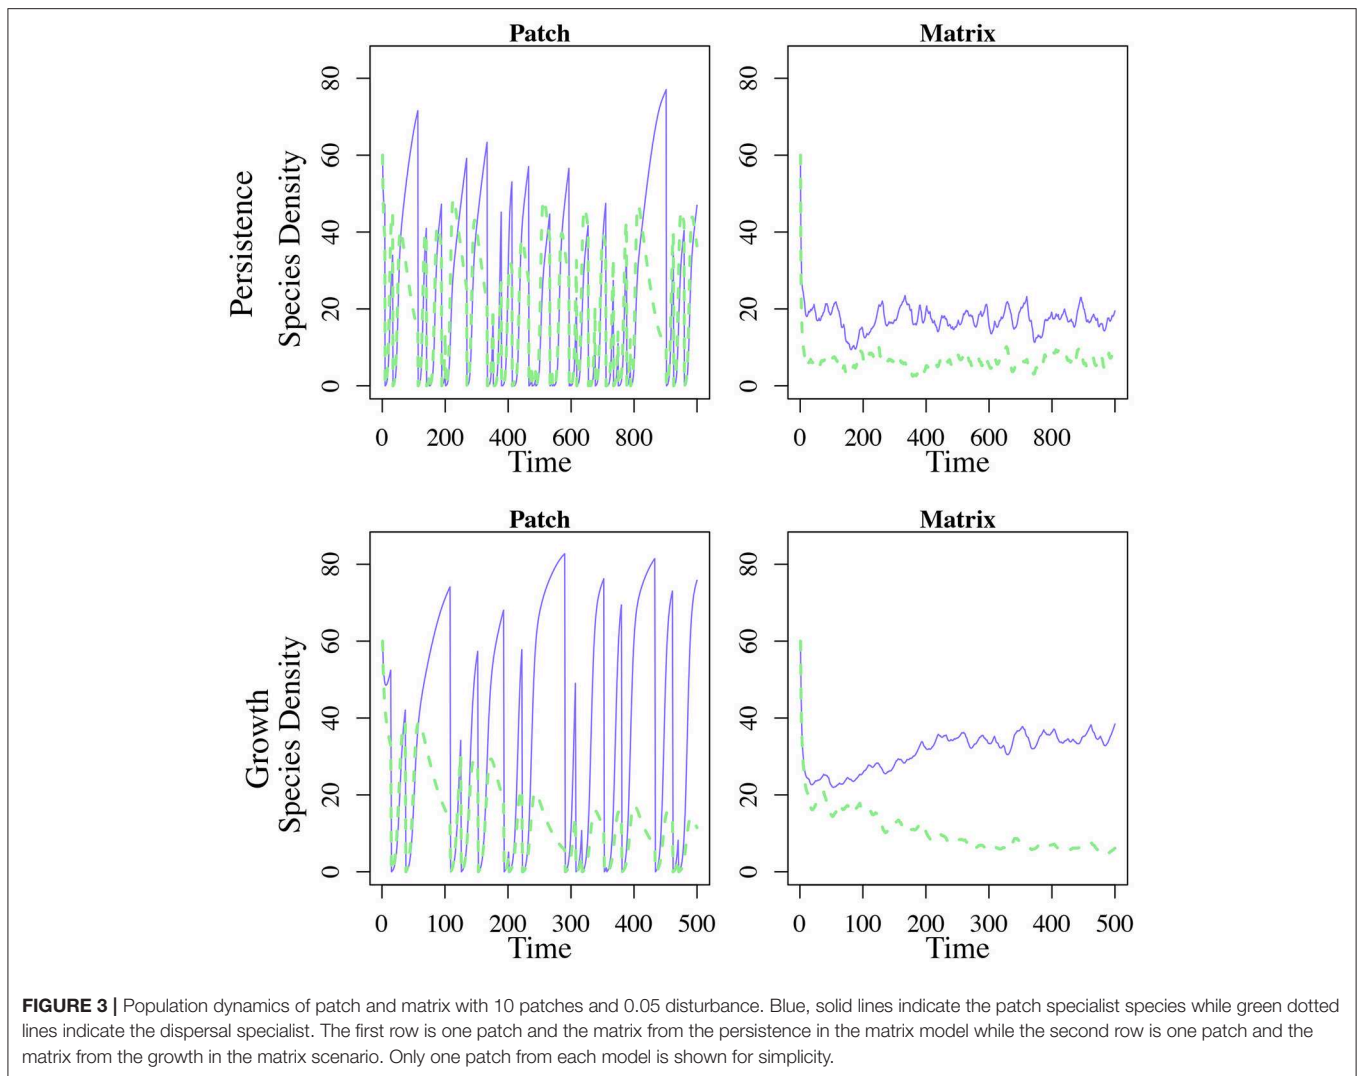 Patch
Matrix
Persistence
Species Density
80
60
40
20
0
0 200 400 600 800
Time
80
60
40
20
0
0 200 400 600 800
Time
Patch
Matrix
Growth
Species Density
80
60
40
20
0
0 100 200 300 400 500
Time
80
60
40
20
0
0 100 200 300 400 500
Time
FIGURE 3 | Population dynamics of patch and matrix with 10 patches and 0.05 disturbance. Blue, solid lines indicate the patch specialist species while green dotted
lines indicate the dispersal specialist. The first row is one patch and the matrix from the persistence in the matrix model while the second row is one patch and the
matrix from the growth in the matrix scenario. Only one patch from each model is shown for simplicity.